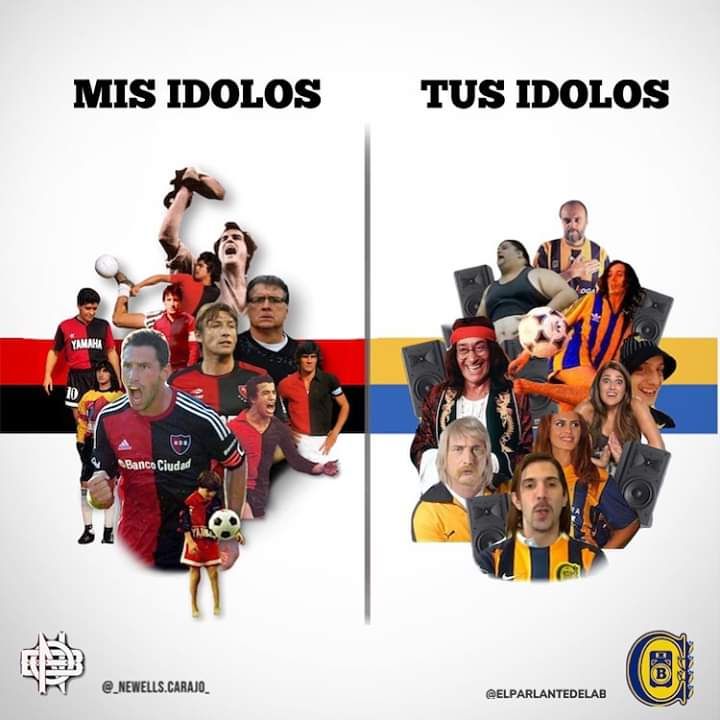 MIS IDOLOS
TUS IDOLOS
YAMAHA
10
Banco Ciudad
@_NEWELLS.CARAJO_
@ELPARLANTEDELAB